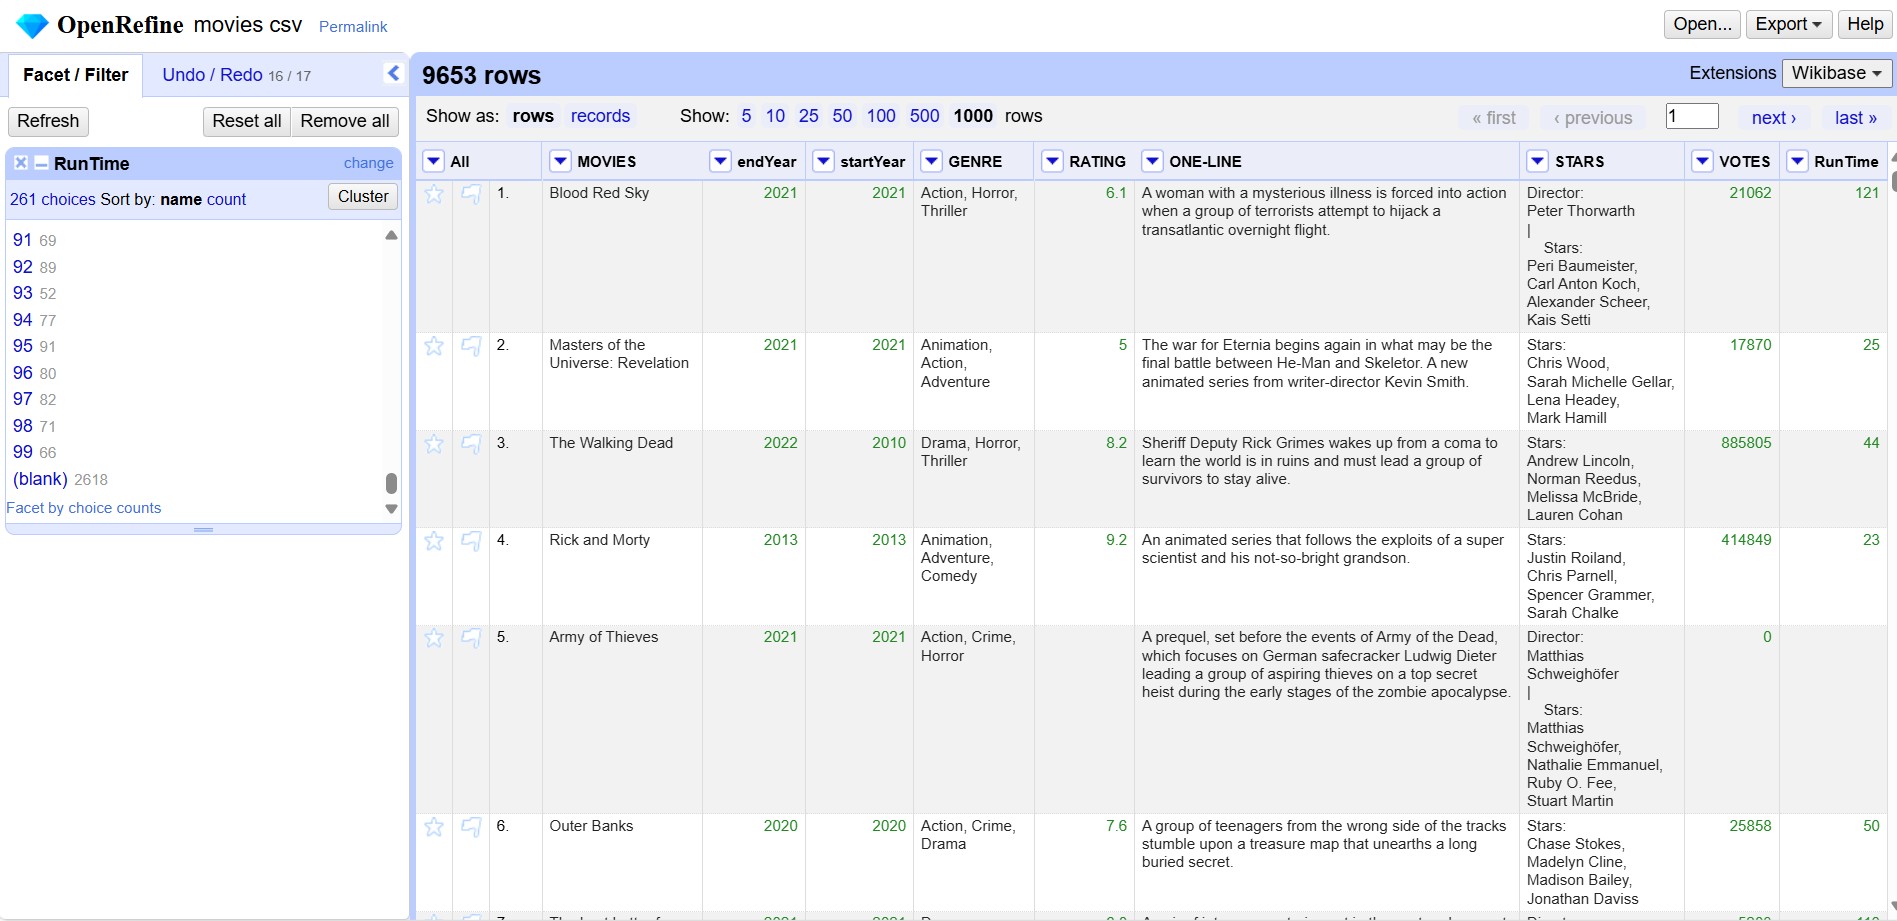 OpenRefine movies csv Permalink
Open... Export Help
Facet / Filter Undo / Redo 16 / 17
Refresh Reset all Remove all
RunTime change
261 choices Sort by: name count Cluster
91 69
92 89
93 52
94 77
95 91
96 80
97 82
98 71
99 66
(blank) 2618
Facet by choice counts
9653 rows
Extensions Wikibase
Show as: rows records Show: 5 10 25 50 100 500 1000 rows
« first ‹ previous 1 next › last »
All MOVIES endYear startYear GENRE RATING ONE-LINE STARS VOTES RunTime
1. Blood Red Sky 2021 2021 Action, Horror, 6.1 A woman with a mysterious illness is forced into action Director: 21062 121
Thriller when a group of terrorists attempt to hijack a Peter Thorwarth
transatlantic overnight flight. |
Stars:
Peri Baumeister,
Carl Anton Koch,
Alexander Scheer,
Kais Setti
2. Masters of the 2021 2021 Animation, 5 The war for Eternia begins again in what may be the Stars: 17870 25
Universe: Revelation Action, final battle between He-Man and Skeletor. A new Chris Wood,
Adventure animated series from writer-director Kevin Smith. Sarah Michelle Gellar,
Lena Headey,
Mark Hamill
3. The Walking Dead 2022 2010 Drama, Horror, 8.2 Sheriff Deputy Rick Grimes wakes up from a coma to Stars: 885805 44
Thriller learn the world is in ruins and must lead a group of Andrew Lincoln,
survivors to stay alive. Norman Reedus,
Melissa McBride,
Lauren Cohan
4. Rick and Morty 2013 2013 Animation, 9.2 An animated series that follows the exploits of a super Stars: 414849 23
Adventure, scientist and his not-so-bright grandson. Justin Roiland,
Comedy Chris Parnell,
Spencer Grammer,
Sarah Chalke
5. Army of Thieves 2021 2021 Action, Crime, A prequel, set before the events of Army of the Dead, Director: 0
Horror which focuses on German safecracker Ludwig Dieter Matthias
leading a group of aspiring thieves on a top secret Schweighöfer
heist during the early stages of the zombie apocalypse. |
Stars:
Matthias
Schweighöfer,
Nathalie Emmanuel,
Ruby O. Fee,
Stuart Martin
6. Outer Banks 2020 2020 Action, Crime, 7.6 A group of teenagers from the wrong side of the tracks Stars: 25858 50
Drama stumble upon a treasure map that unearths a long Chase Stokes,
buried secret. Madelyn Cline,
Madison Bailey,
Jonathan Daviss